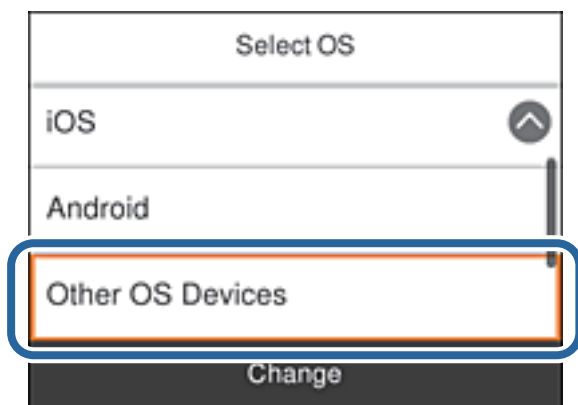 Select OS
iOS
Android
Other OS Devices
Change